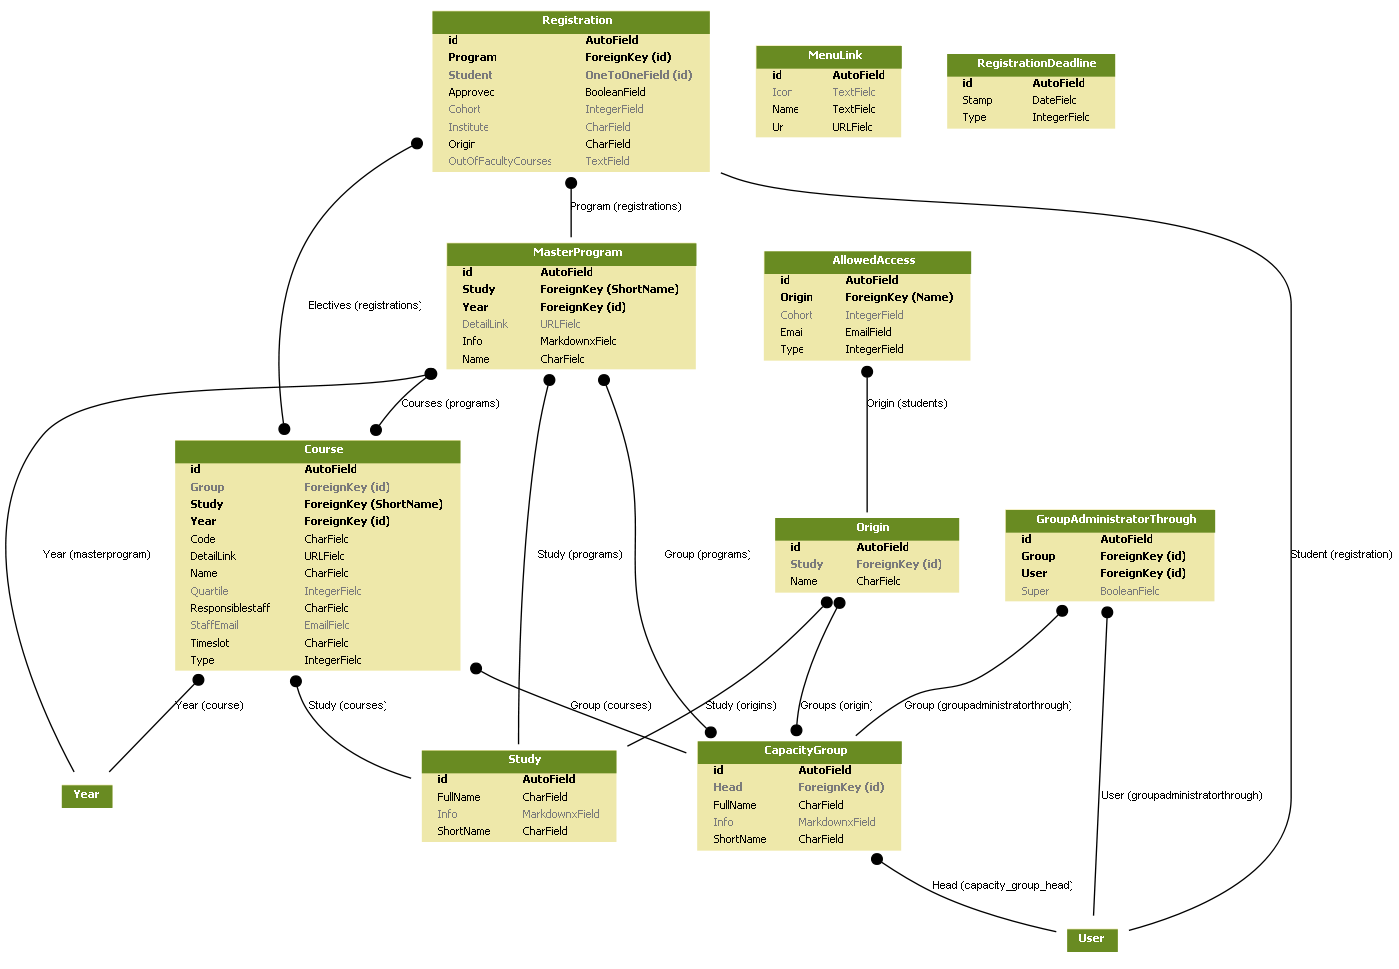 Registration
id AutoField
Program ForeignKey (id)
Student OneToOneField (id)
Approvec BooleanField
Cohort IntegerField
Institute CharField
Origin CharField
OutOfFacultyCourses TextField
MenuLink
id AutoField
Icor TextFielc
Name TextFielc
Ur URLFielc
RegistrationDeadline
id AutoField
Stamp DateFielc
Type IntegerFielc
Program (registrations)
MasterProgram
id AutoField
Study ForeignKey (ShortName)
Year ForeignKey (id)
DetailLink URLFielc
Info MarkdownxFielc
Name CharFielc
AllowedAccess
id AutoField
Origin ForeignKey (Name)
Cohort IntegerField
Emai EmailField
Type IntegerField
Electives (registrations)
Courses (programs)
Origin (students)
Course
id AutoField
Group ForeignKey (id)
Study ForeignKey (ShortName)
Year ForeignKey (id)
Code CharFielc
DetailLink URLFielc
Name CharFielc
Quartile IntegerFielc
Responsiblestaff CharFielc
StaffEmail EmailFielc
Timeslot CharFielc
Type IntegerFielc
Year (masterprogram)
Study (programs)
Group (programs)
Origin
id AutoField
Study ForeignKey (id)
Name CharFielc
GroupAdministratorThrough
id AutoField
Group ForeignKey (id)
User ForeignKey (id)
Super BooleanFielc
Student (registration)
Year (course)
Study (courses)
Group (courses)
Study (origins)
Groups (origin)
Group (groupadministratorthrough)
Year
Study
id AutoField
FullName CharField
Info MarkdownxField
ShortName CharField
CapacityGroup
id AutoField
Head ForeignKey (id)
FullName CharField
Info MarkdownxField
ShortName CharField
User (groupadministratorthrough)
Head (capacity_group_head)
User